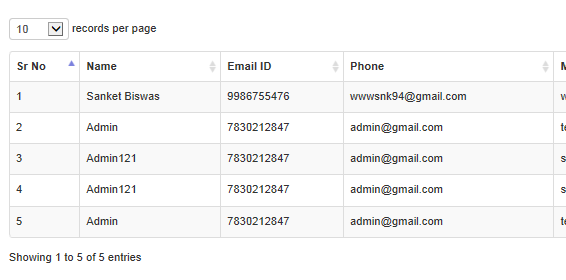 10 records per page
Sr No Name Email ID Phone
1 Sanket Biswas 9986755476 wwwsnk94@gmail.com
2 Admin 7830212847 admin@gmail.com
3 Admin121 7830212847 admin@gmail.com
4 Admin121 7830212847 admin@gmail.com
5 Admin 7830212847 admin@gmail.com
Showing 1 to 5 of 5 entries